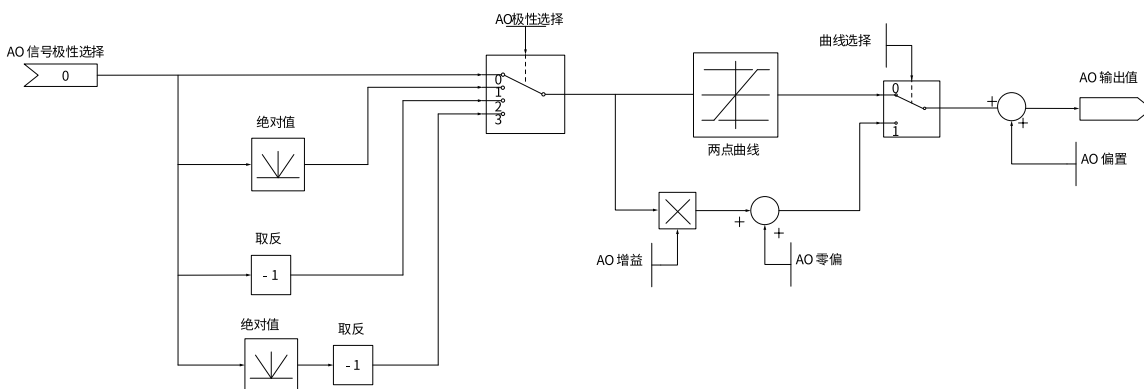 AO极性选择
AO 信号极性选择
0
0
1
2
3
绝对值
取反
- 1
绝对值
取反
- 1
两点曲线
AO 增益
+
+
AO 零偏
曲线选择
0
1
+
+
AO 输出值
AO 偏置